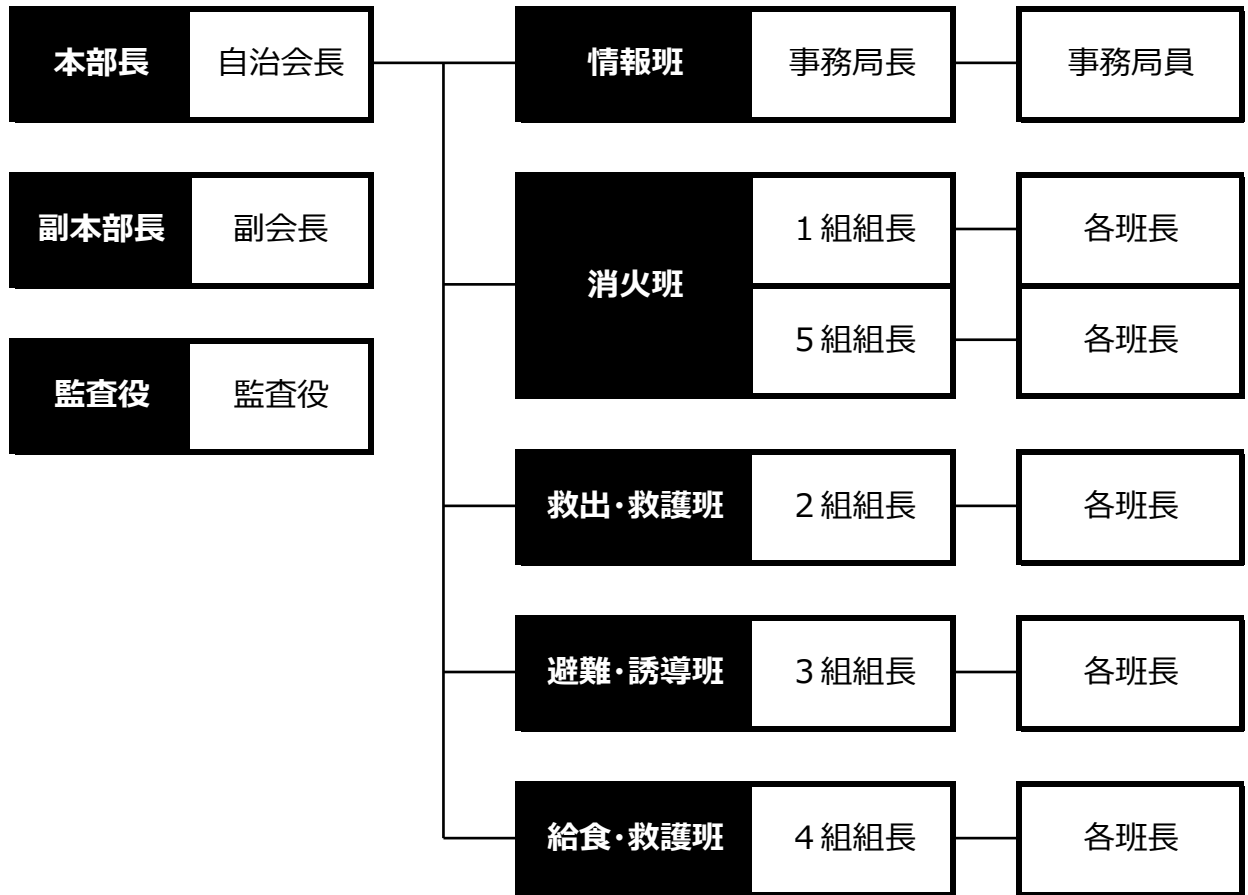 本部長 自治会長
副本部長 副会長
監査役 監査役
情報班 事務局長 事務局員
消火班
１組組長 各班長
５組組長 各班長
救出・救護班 ２組組長 各班長
避難・誘導班 ３組組長 各班長
給食・救護班 ４組組長 各班長